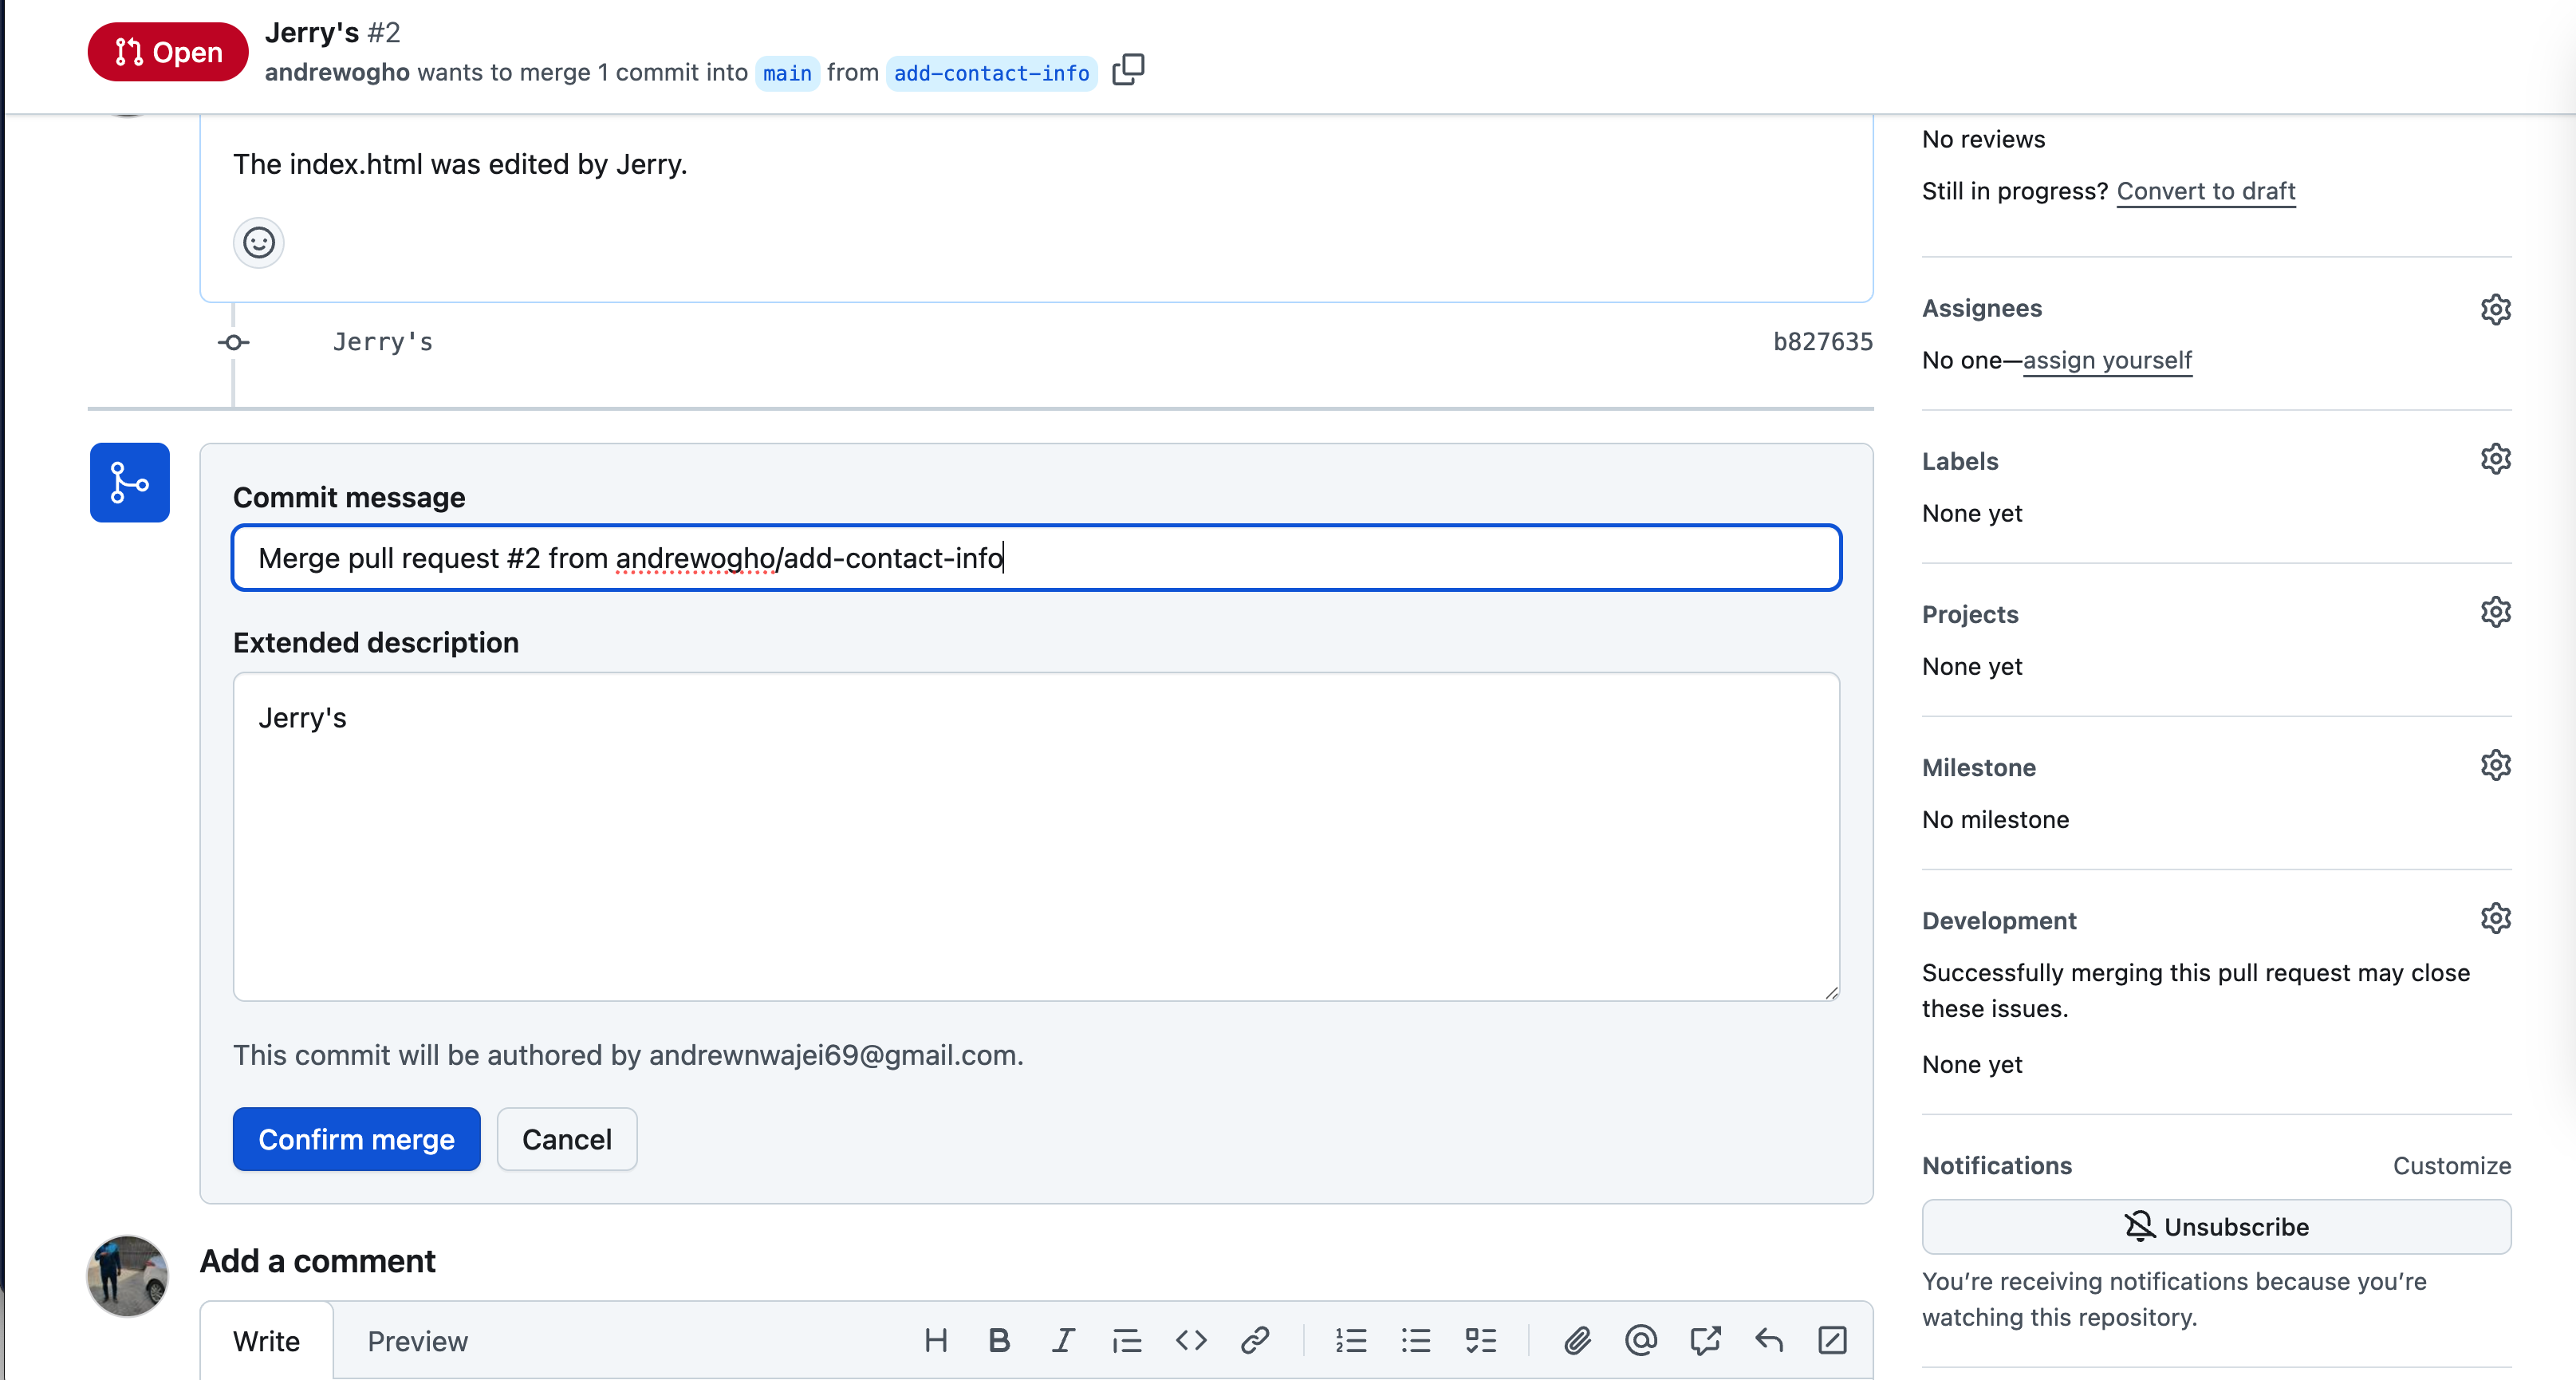 Open
Jerry's #2
andrewogho wants to merge 1 commit into main from add-contact-info
The index.html was edited by Jerry.
Jerry's b827635
Commit message
Merge pull request #2 from andrewogho/add-contact-info
Extended description
Jerry's
This commit will be authored by andrewnwajei69@gmail.com.
Confirm merge Cancel
Add a comment
Write Preview
No reviews
Still in progress? Convert to draft
Assignees
No one—assign yourself
Labels
None yet
Projects
None yet
Milestone
No milestone
Development
Successfully merging this pull request may close
these issues.
None yet
Notifications Customize
Unsubscribe
You’re receiving notifications because you’re
watching this repository.